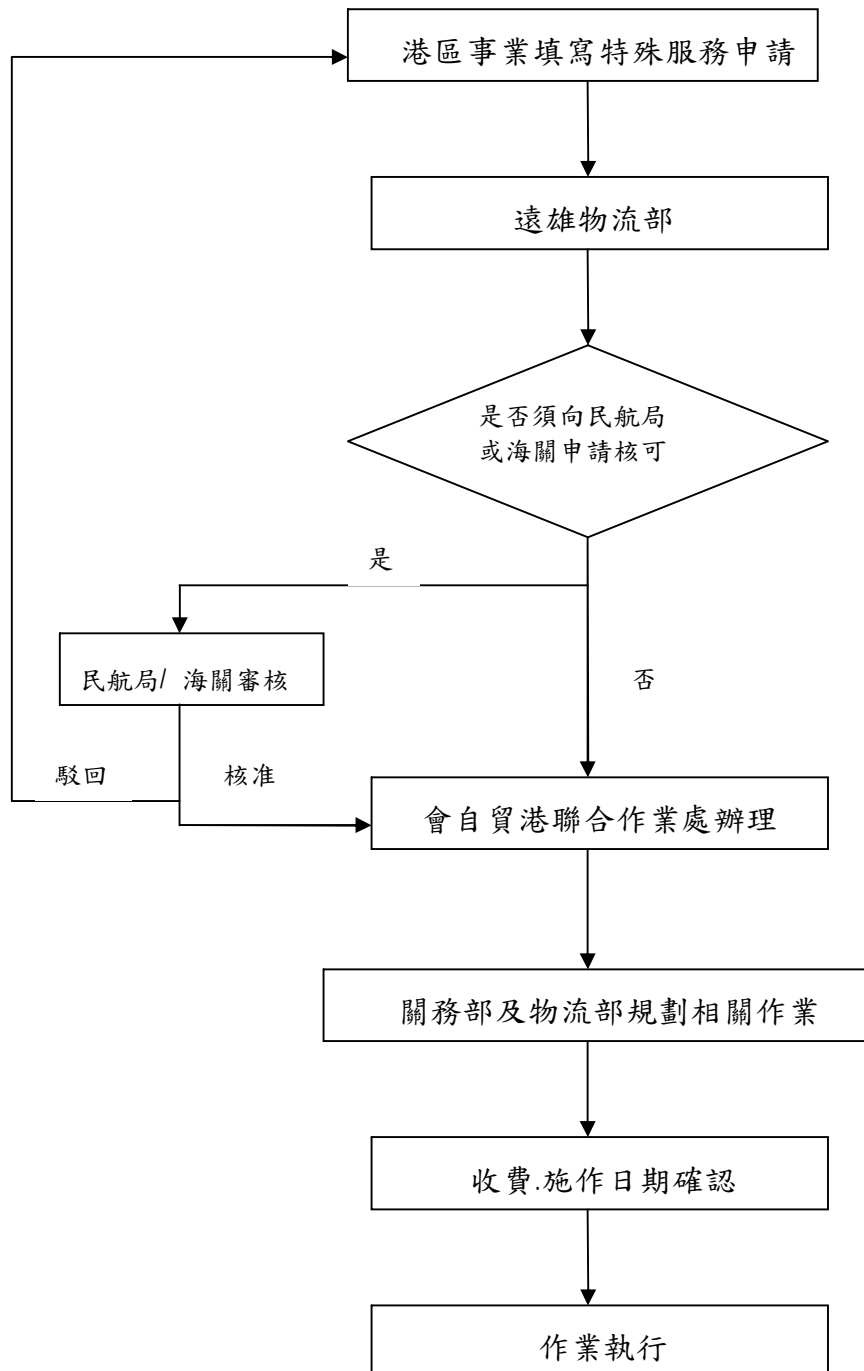 港區事業填寫特殊服務申請
遠雄物流部
是否須向民航局
或海關申請核可
是
民航局/ 海關審核
否
駁回
核准
會自貿港聯合作業處辦理
關務部及物流部規劃相關作業
收費.施作日期確認
作業執行